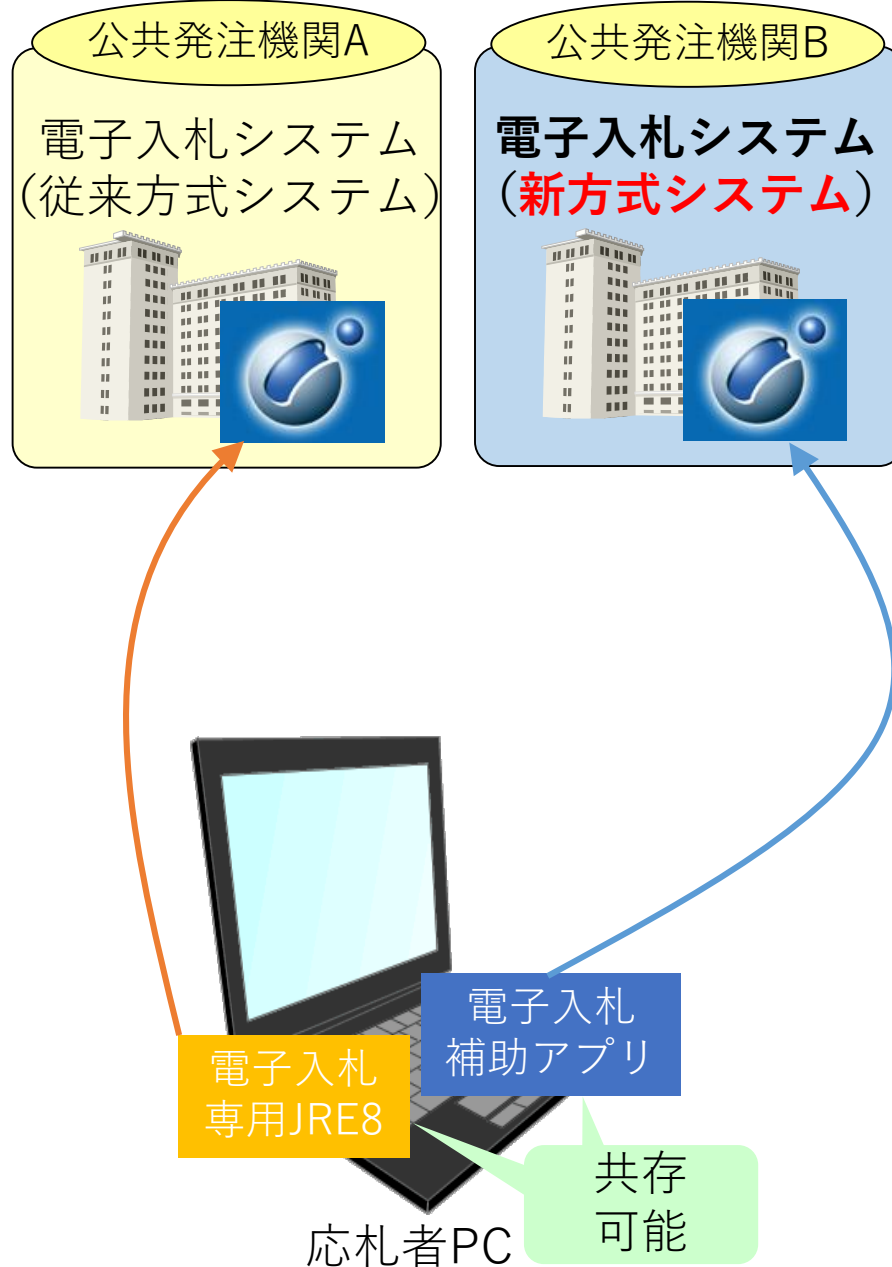 公共発注機関A
電子入札システム
（従来方式システム）
公共発注機関B
電子入札システム
（新方式システム）
電子入札
補助アプリ
電子入札
専用JRE8
共存
可能
応札者PC